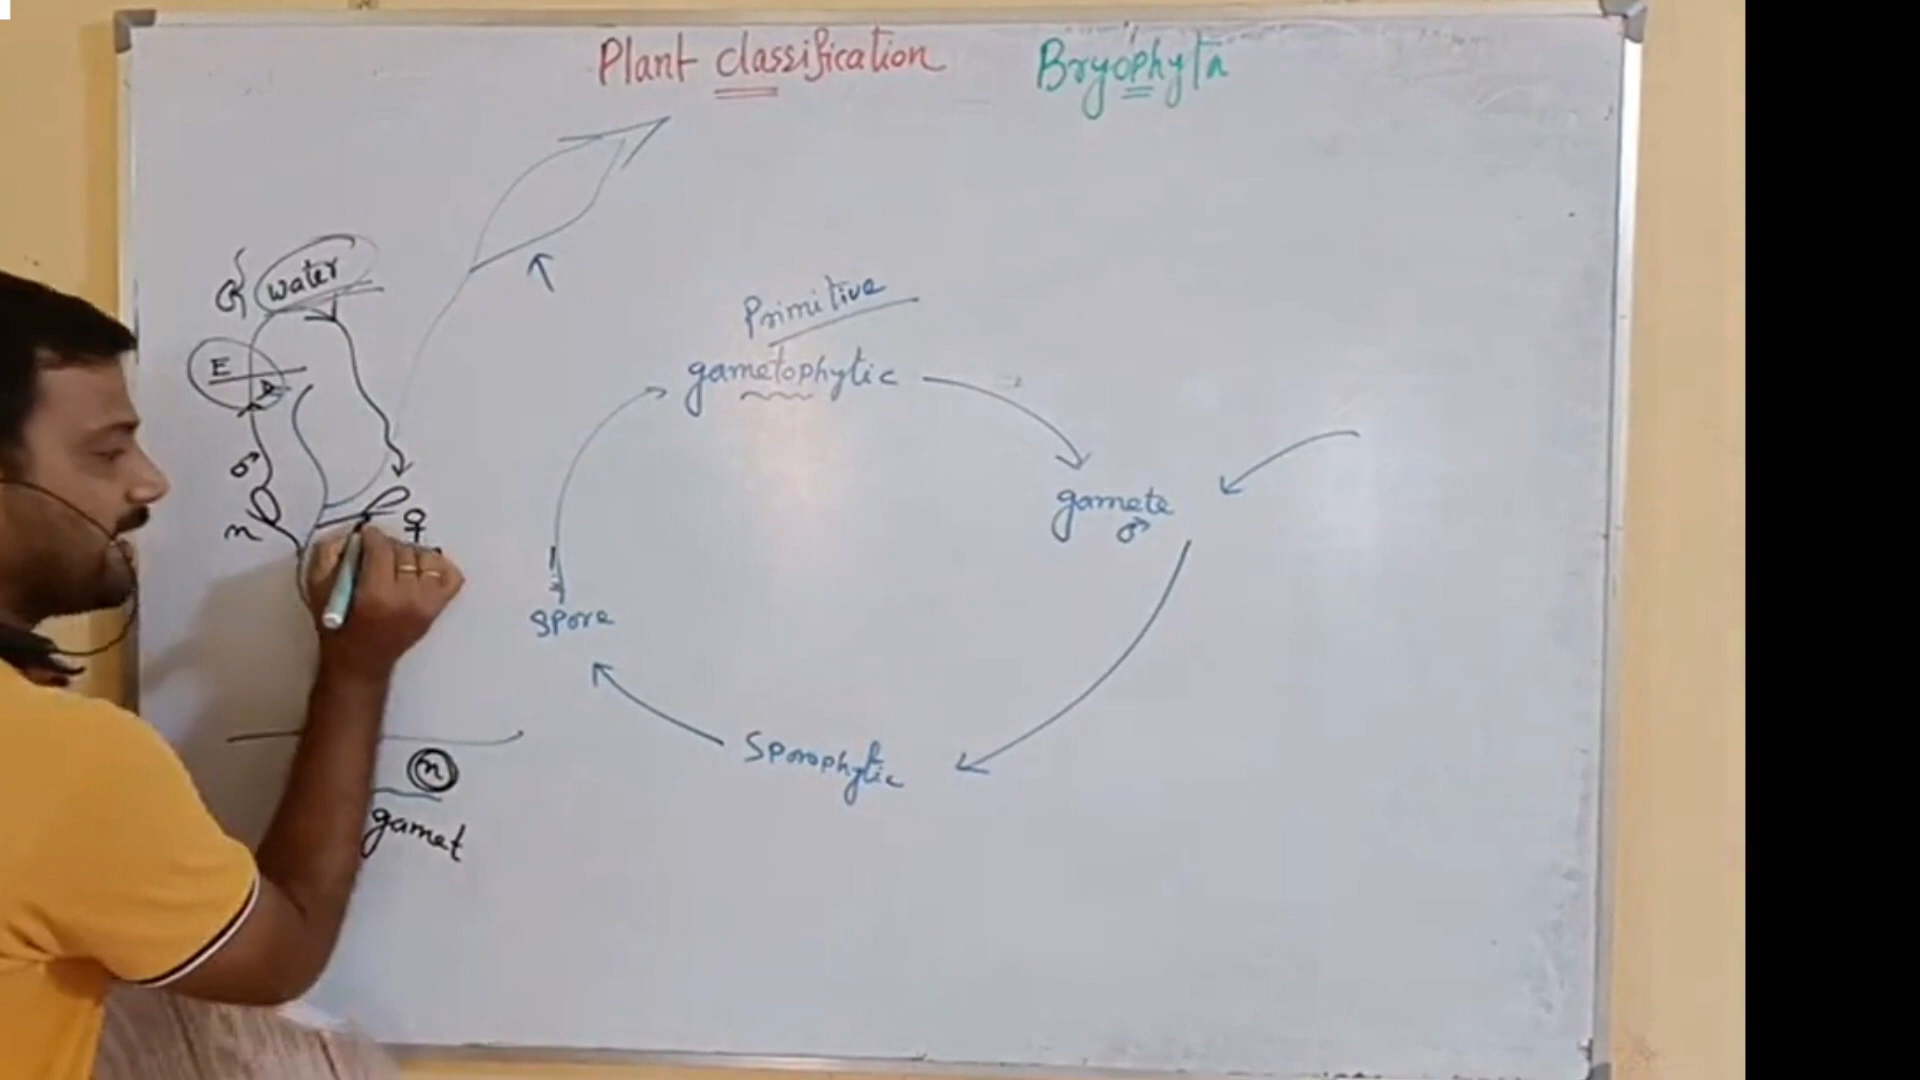 Plant classification
Bryophyta
water
E
♂
n
♀
n
gamet
Primitive
gametophytic
gamete
♂
Sporophytic
Spore